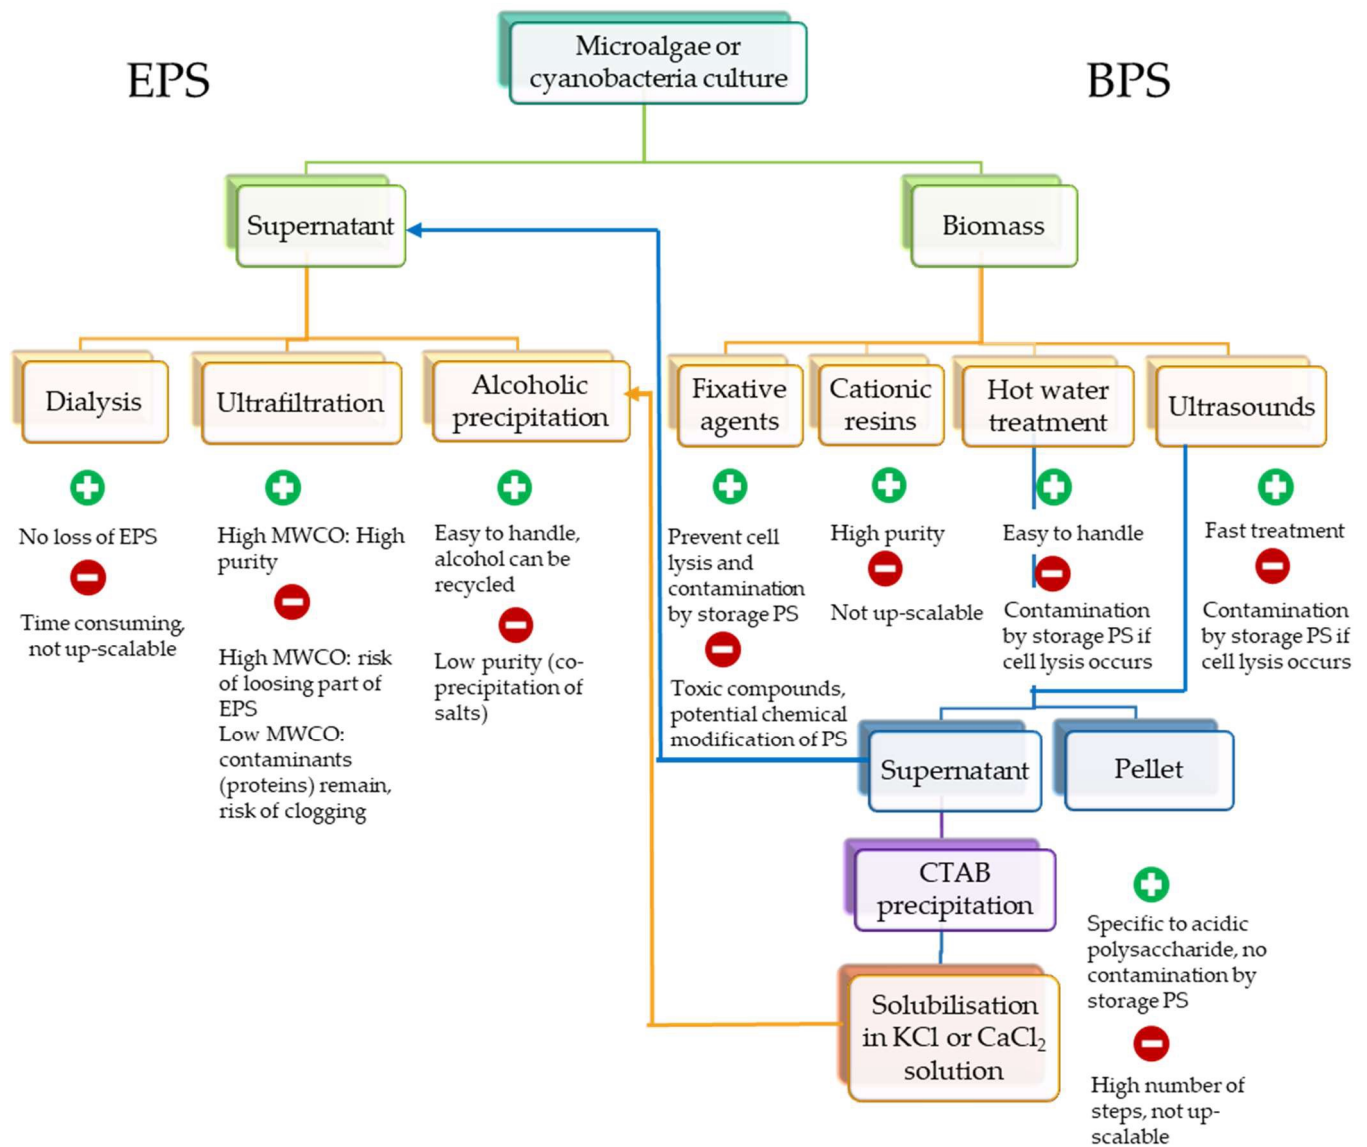 EPS
Microalgae or
cyanobacteria culture
BPS
Supernatant
Biomass
Dialysis
Ultrafiltration
Alcoholic
precipitation
Fixative
agents
Cationic
resins
Hot water
treatment
Ultrasounds
No loss of EPS
Time consuming,
not up-scalable
High MWCO: High
purity
High MWCO: risk
of loosing part of
EPS
Low MWCO:
contaminants
(proteins) remain,
risk of clogging
Easy to handle,
alcohol can be
recycled
Low purity (co-
precipitation of
salts)
Prevent cell
lysis and
contamination
by storage PS
Toxic compounds,
potential chemical
modification of PS
High purity
Not up-scalable
Easy to handle
Contamination
by storage PS if
cell lysis occurs
Fast treatment
Contamination
by storage PS if
cell lysis occurs
Supernatant
Pellet
CTAB
precipitation
Solubilisation
in KCl or CaCl₂
solution
Specific to acidic
polysaccharide, no
contamination by
storage PS
High number of
steps, not up-
scalable